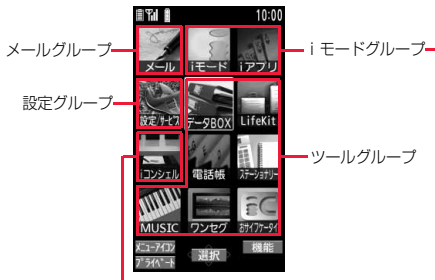 10:00
メールグループ
iモードグループ
メール
iモード
iアプリ
設定グループ
設定/サービス
データBOX
LifeKit
ツールグループ
iコンシェル
電話帳
ステーショナリー
MUSIC
ワンセグ
おサイフケータイ
メニューアイコン
選択
機能
プライベート